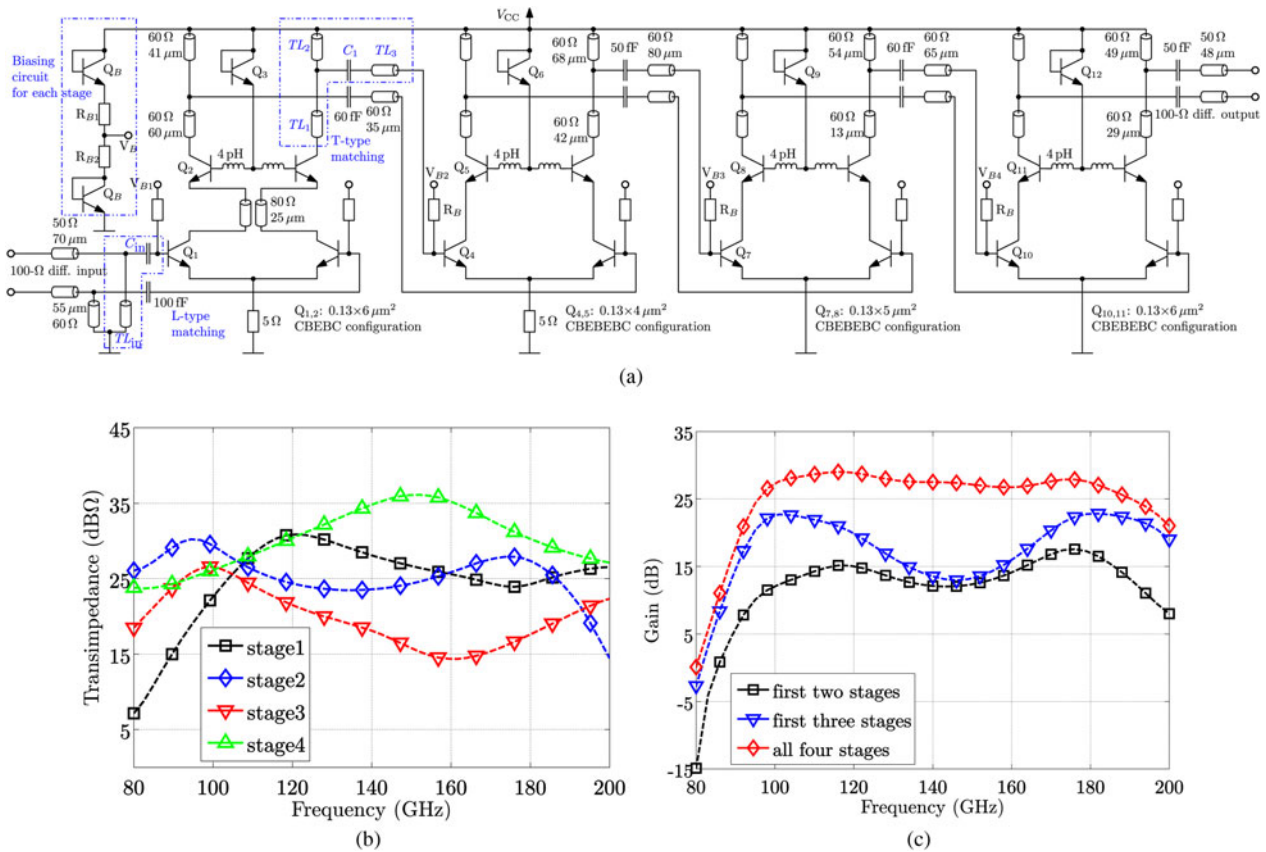 V_CC
Biasing
circuit
for each stage
Q_B
R_B1
V_B
R_B2
Q_B
60 Ω
41 μm
Q_3
TL_2
C_1
TL_3
60 Ω
60 μm
TL_1
60 fF
60 Ω
35 μm
T-type
matching
4 pH
Q_2
V_B1
80 Ω
25 μm
50 Ω
70 μm
C_in
Q_1
100-Ω diff. input
100 fF
55 μm
60 Ω
TL_in
L-type
matching
5 Ω
Q_1,2: 0.13×6 μm²
CBEBEBC configuration
Q_6
60 Ω
68 μm
50 fF
60 Ω
80 μm
60 Ω
42 μm
4 pH
Q_5
V_B2
R_B
Q_4
5 Ω
Q_4,5: 0.13×4 μm²
CBEBEBC configuration
Q_9
60 Ω
54 μm
60 fF
60 Ω
65 μm
60 Ω
13 μm
4 pH
Q_8
V_B3
R_B
Q_7
Q_7,8: 0.13×5 μm²
CBEBEBC configuration
Q_12
60 Ω
49 μm
50 fF
50 Ω
48 μm
100-Ω diff. output
60 Ω
29 μm
4 pH
Q_11
V_B4
R_B
Q_10
Q_10,11: 0.13×6 μm²
CBEBEBC configuration
(a)
Transimpedance (dBΩ)
45
35
25
15
5
stage1
stage2
stage3
stage4
80 100 120 140 160 180 200
Frequency (GHz)
(b)
Gain (dB)
35
25
15
5
-5
-15
first two stages
first three stages
all four stages
80 100 120 140 160 180 200
Frequency (GHz)
(c)